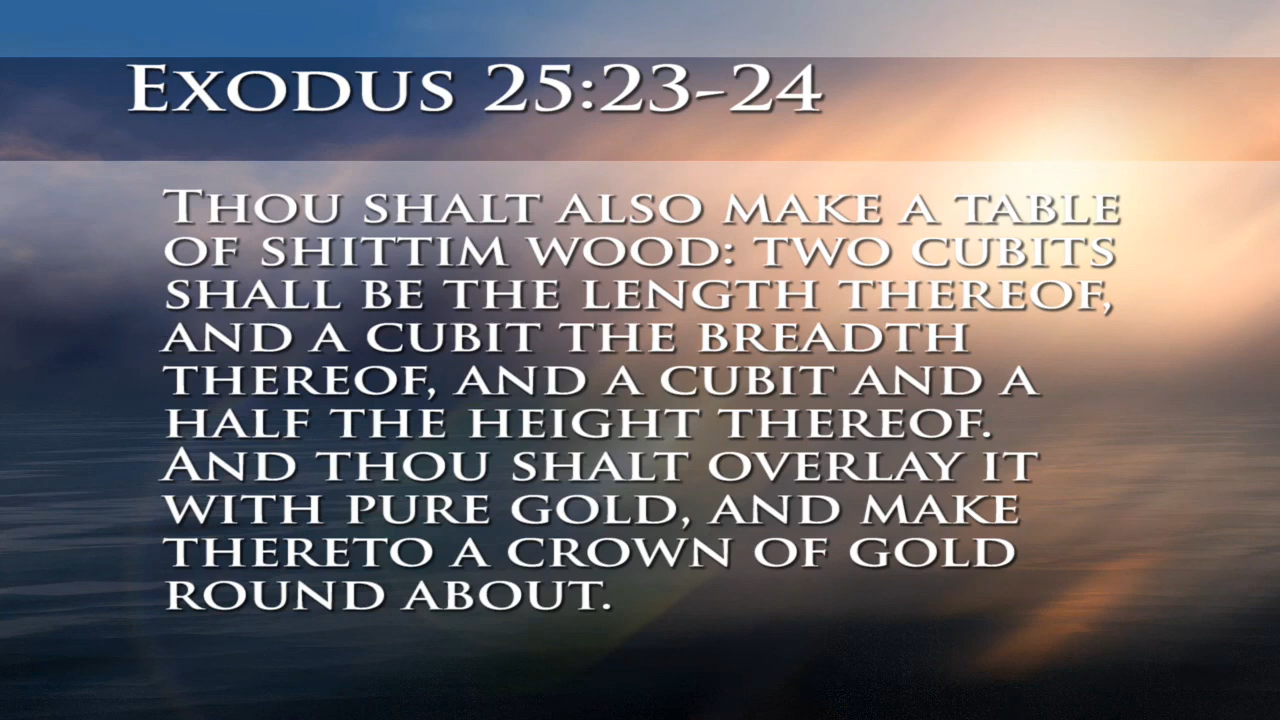 Exodus 25:23-24
Thou shalt also make a table
of shittim wood: two cubits
shall be the length thereof,
and a cubit the breadth
thereof, and a cubit and a
half the height thereof.
And thou shalt overlay it
with pure gold, and make
thereto a crown of gold
round about.